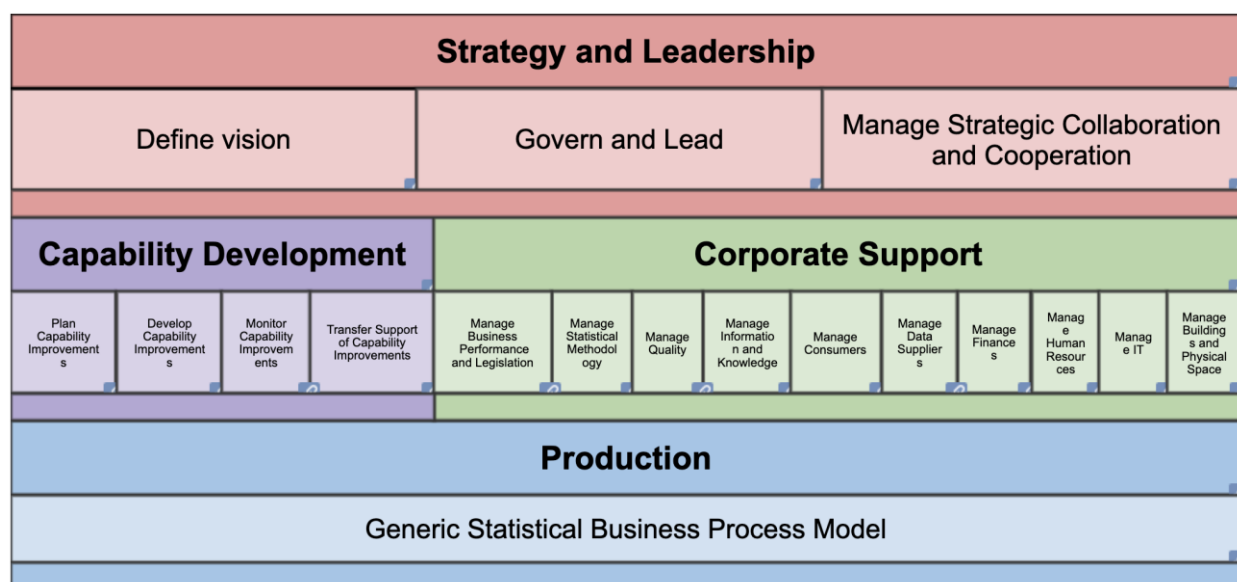 Strategy and Leadership
Define vision
Govern and Lead
Manage Strategic Collaboration
and Cooperation
Capability Development
Corporate Support
Plan
Capability
Improvement
s
Develop
Capability
Improvement
s
Monitor
Capability
Improvem
ents
Transfer Support
of Capability
Improvements
Manage
Business
Performance
and Legislation
Manage
Statistical
Methodol
ogy
Manage
Quality
Manage
Informatio
n and
Knowledge
Manage
Consumers
Manage
Data
Supplier
s
Manage
Finance
s
Manag
e
Human
Resour
ces
Manag
e IT
Manage
Building
s and
Physical
Space
Production
Generic Statistical Business Process Model